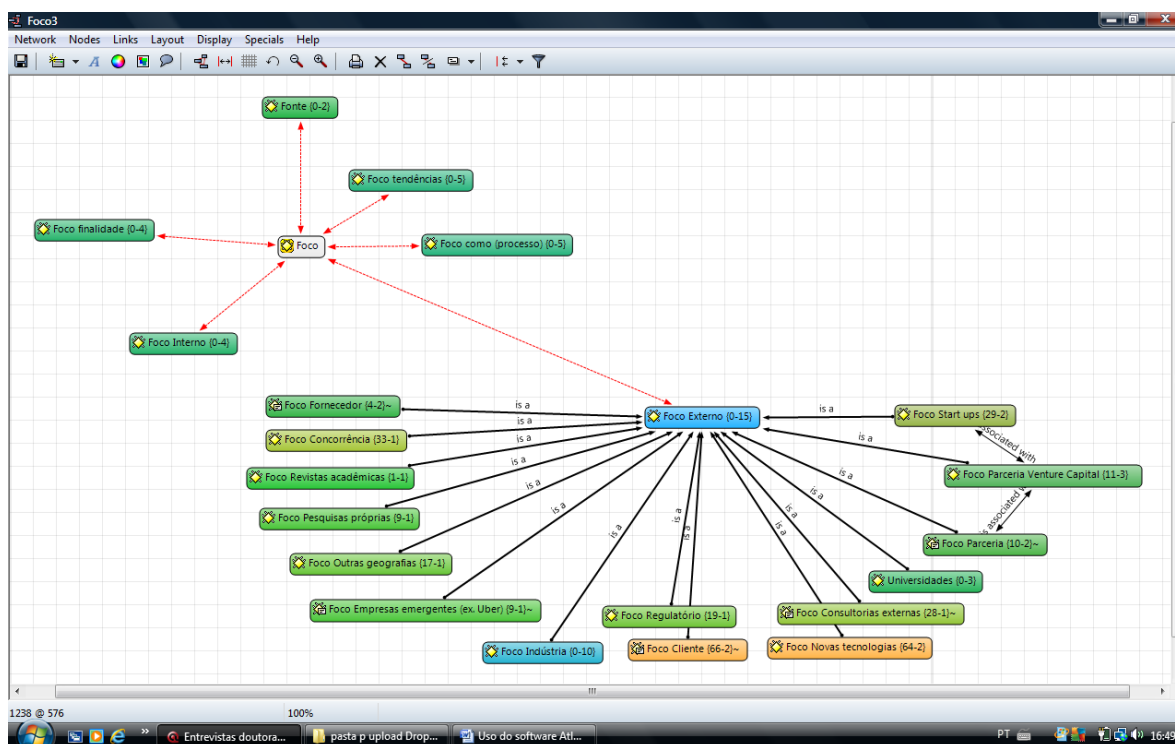 Foco3
Network Nodes Links Layout Display Specials Help
Fonte {0-2}
Foco tendências {0-5}
Foco finalidade {0-4}
Foco
Foco como (processo) {0-5}
Foco Interno {0-4}
Foco Fornecedor {4-2}~
is a
Foco Externo {0-15}
is a
Foco Start ups {29-2}
Foco Concorrência {33-1}
is a
is associated with
Foco Revistas acadêmicas {1-1}
is a
is a
Foco Parceria Venture Capital {11-3}
Foco Pesquisas próprias {9-1}
is a
is a
is associated with
Foco Outras geografias {17-1}
is a
is a
Foco Parceria {10-2}~
Foco Empresas emergentes (ex. Uber) {9-1}~
is a
is a
is a
is a
is a
is a
Universidades {0-3}
Foco Regulatório {19-1}
Foco Consultorias externas {28-1}~
Foco Indústria {0-10}
Foco Cliente {66-2}~
Foco Novas tecnologias {64-2}
1238 @ 576 100%
Entrevistas doutora... pasta p upload Drop... Uso do software Atl... PT 16:45